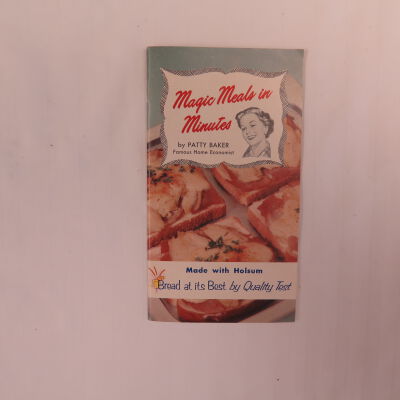 Magic Meals in
Minutes
by PATTY BAKER
Famous Home Economist
Made with Holsum
Bread at its Best by Quality Test